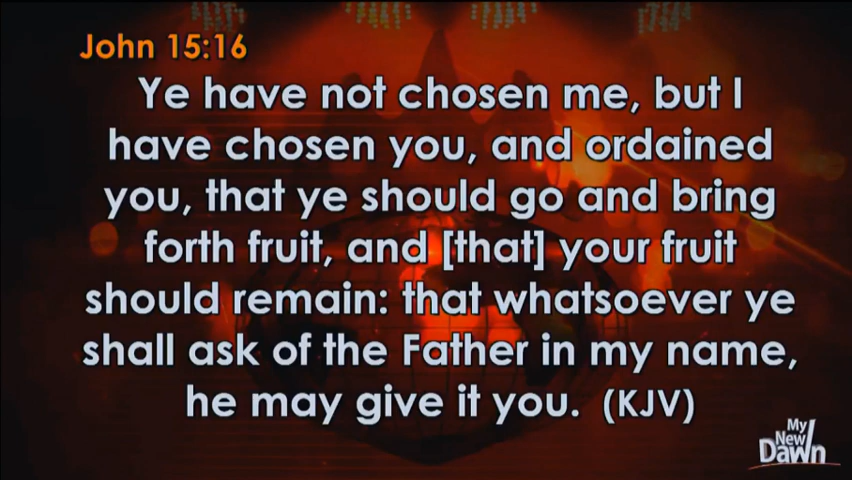 John 15:16
Ye have not chosen me, but I
have chosen you, and ordained
you, that ye should go and bring
forth fruit, and [that] your fruit
should remain: that whatsoever ye
shall ask of the Father in my name,
he may give it you. (KJV)
My
New
Dawn